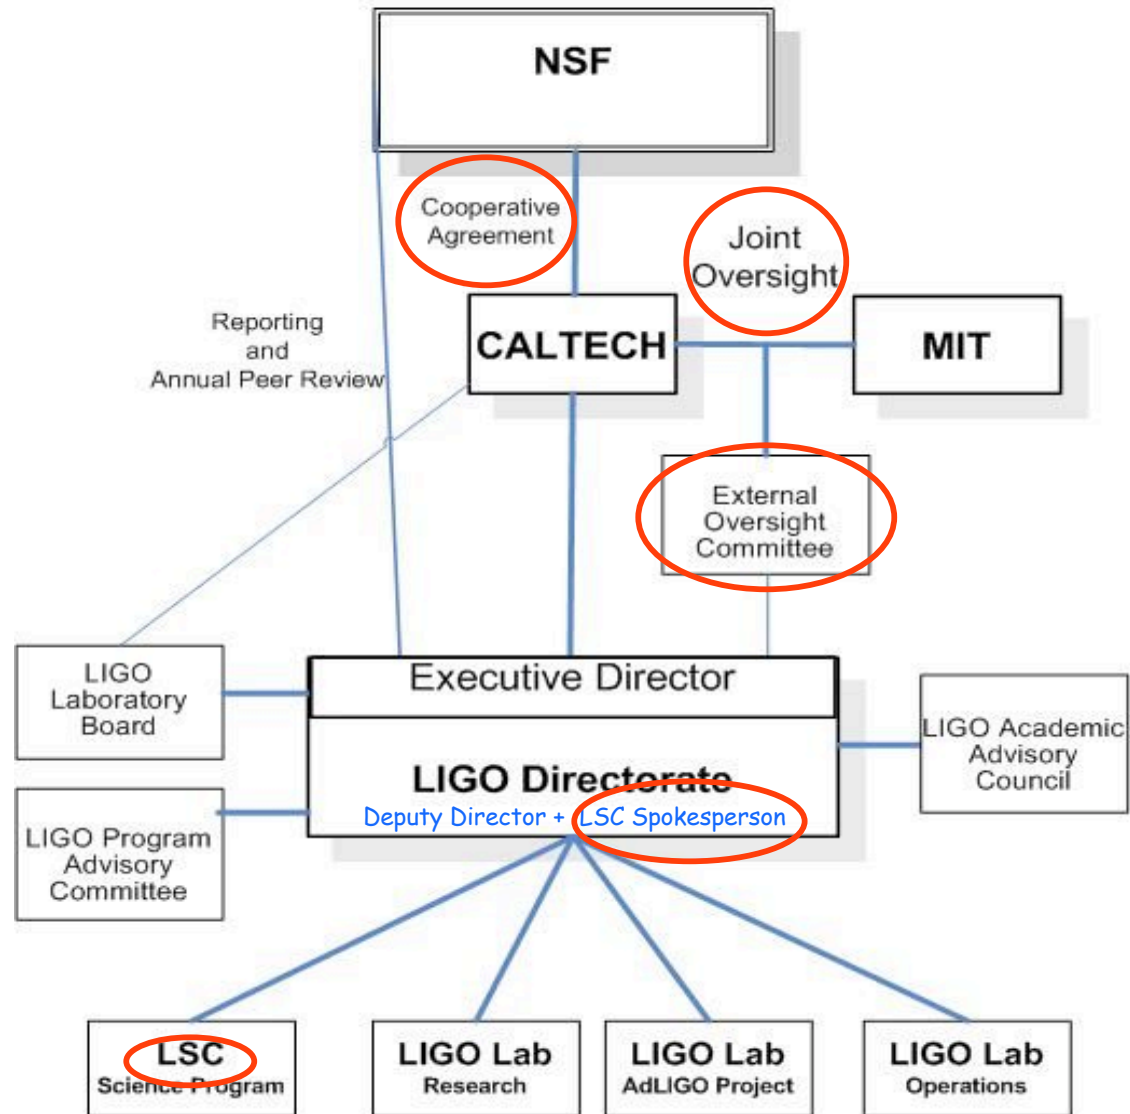 NSF
Cooperative
Agreement
Joint
Oversight
Reporting
and
Annual Peer Review
CALTECH
MIT
External
Oversight
Committee
LIGO
Laboratory
Board
Executive Director
LIGO Directorate
Deputy Director + LSC Spokesperson
LIGO Academic
Advisory
Council
LIGO Program
Advisory
Committee
LSC
Science Program
LIGO Lab
Research
LIGO Lab
AdLIGO Project
LIGO Lab
Operations